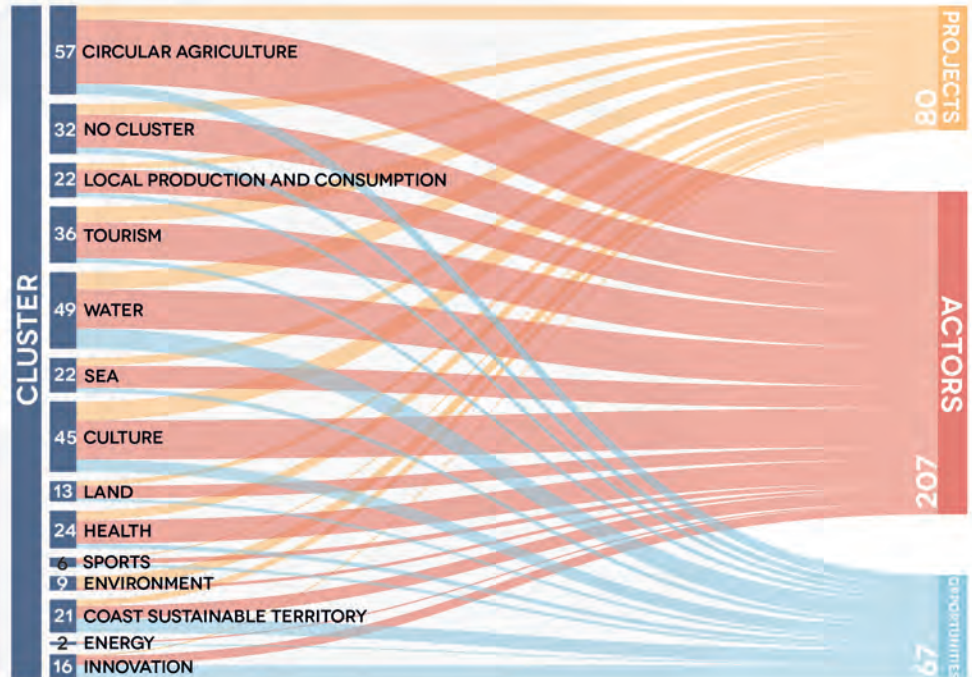 CLUSTER
57 CIRCULAR AGRICULTURE
32 NO CLUSTER
22 LOCAL PRODUCTION AND CONSUMPTION
36 TOURISM
49 WATER
22 SEA
45 CULTURE
13 LAND
24 HEALTH
6 SPORTS
9 ENVIRONMENT
21 COAST SUSTAINABLE TERRITORY
2 ENERGY
16 INNOVATION
PROJECTS
80
ACTORS
207
OPPORTUNITIES
67